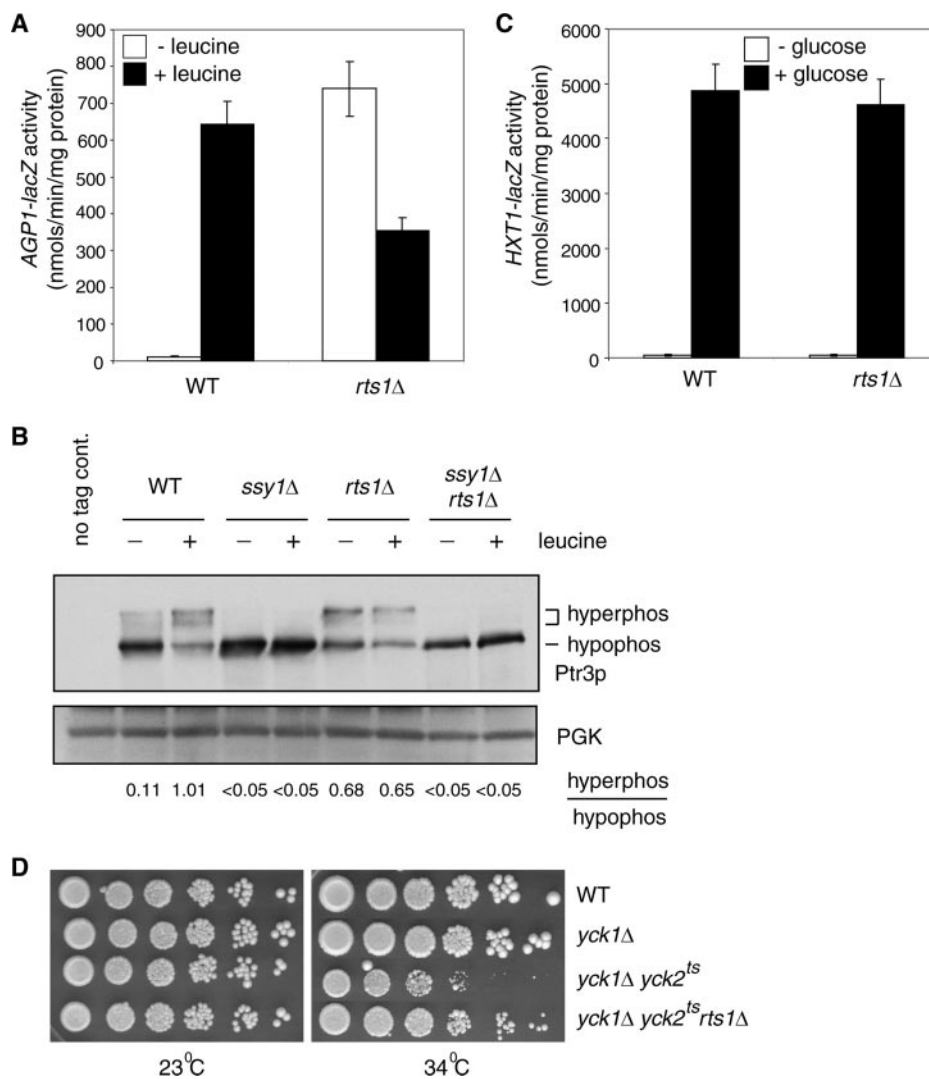 A
AGP1-lacZ activity
(nmols/min/mg protein)
900
800
700
600
500
400
300
200
100
0
- leucine
+ leucine
WT
rts1Δ
C
HXT1-lacZ activity
(nmols/min/mg protein)
6000
5000
4000
3000
2000
1000
0
- glucose
+ glucose
WT
rts1Δ
B
no tag cont.
WT
ssy1Δ
rts1Δ
ssy1Δ
rts1Δ
− + − + − + − + leucine
hyperphos
hypophos
Ptr3p
PGK
0.11 1.01 <0.05 <0.05 0.68 0.65 <0.05 <0.05
hyperphos
hypophos
D
WT
yck1Δ
yck1Δ yck2ts
yck1Δ yck2ts rts1Δ
23⁰C
34⁰C